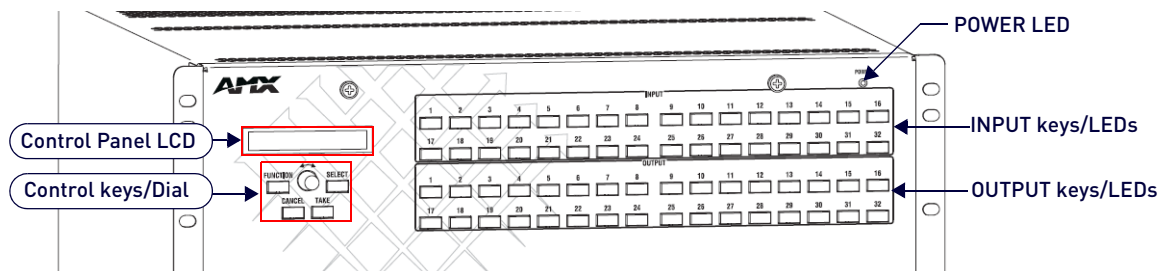 POWER LED
AMX
POWER
INPUT
1 2 3 4 5 6 7 8 9 10 11 12 13 14 15 16
17 18 19 20 21 22 23 24 25 26 27 28 29 30 31 32
INPUT keys/LEDs
Control Panel LCD
OUTPUT
FUNCTION SELECT
CANCEL TAKE
Control keys/Dial
1 2 3 4 5 6 7 8 9 10 11 12 13 14 15 16
17 18 19 20 21 22 23 24 25 26 27 28 29 30 31 32
OUTPUT keys/LEDs